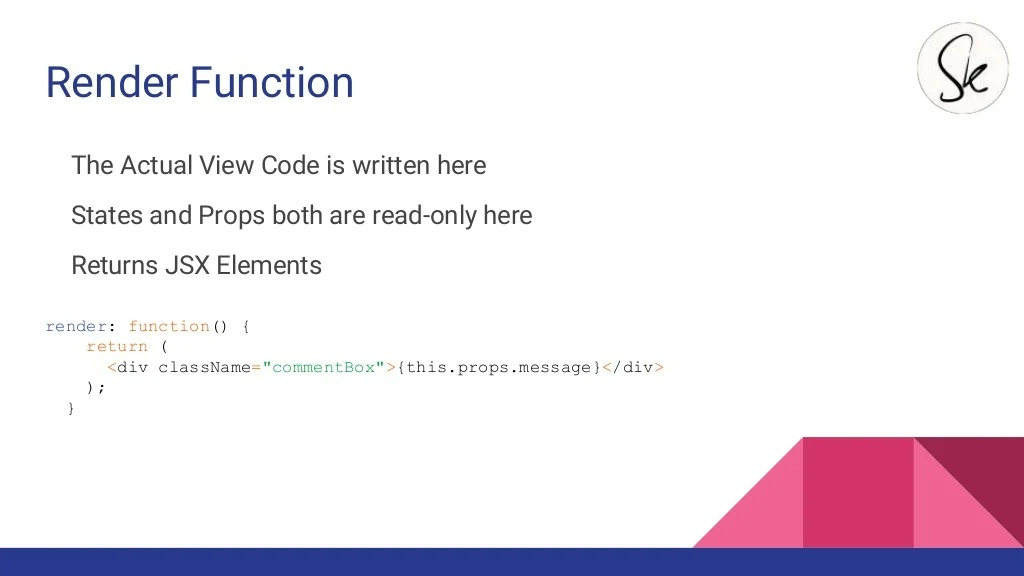 Sk
Render Function
The Actual View Code is written here
States and Props both are read-only here
Returns JSX Elements
render: function() {
    return (
      <div className="commentBox">{this.props.message}</div>
    );
  }